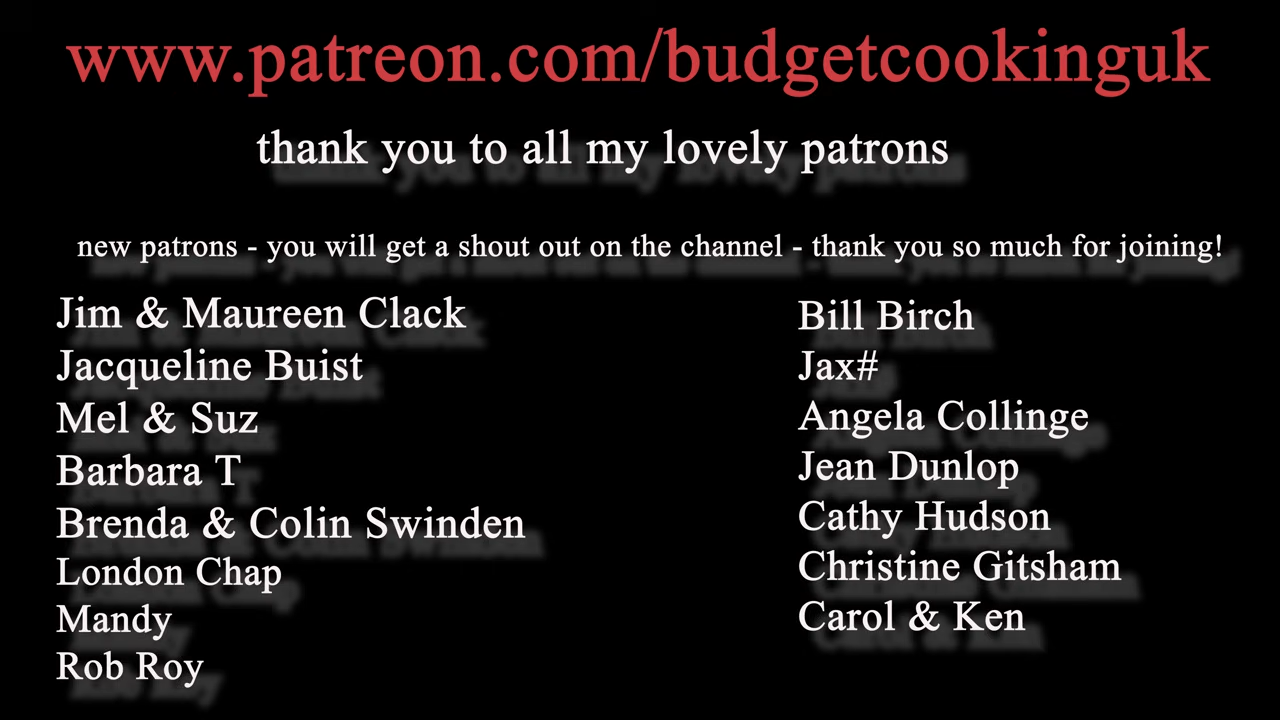 www.patreon.com/budgetcookinguk
thank you to all my lovely patrons
new patrons - you will get a shout out on the channel - thank you so much for joining!
Jim & Maureen Clack
Jacqueline Buist
Mel & Suz
Barbara T
Brenda & Colin Swinden
London Chap
Mandy
Rob Roy
Bill Birch
Jax#
Angela Collinge
Jean Dunlop
Cathy Hudson
Christine Gitsham
Carol & Ken